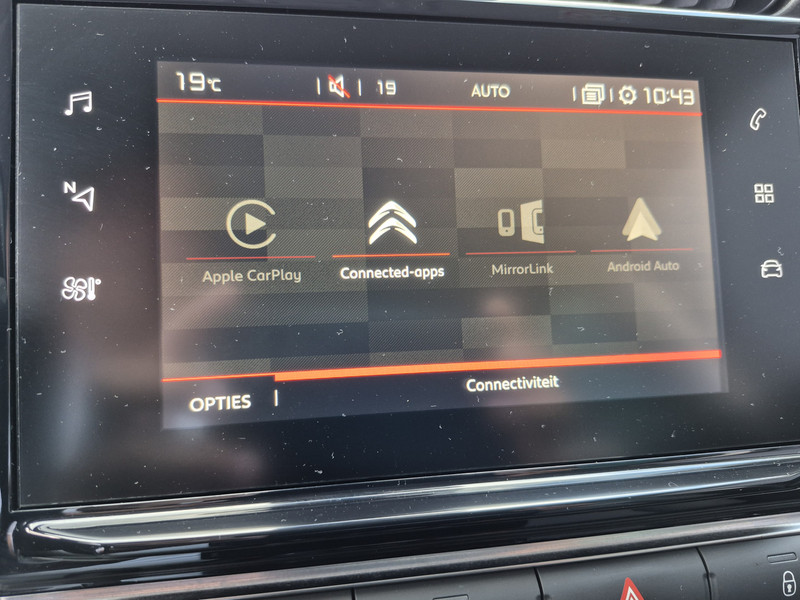 19°C 19 AUTO 10:43
N
Apple CarPlay Connected-apps MirrorLink Android Auto
OPTIES Connectiviteit